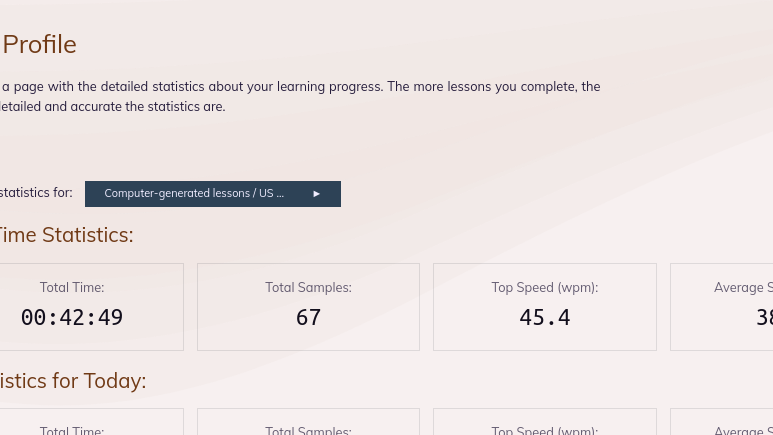 Profile
a page with the detailed statistics about your learning progress. The more lessons you complete, the
detailed and accurate the statistics are.
statistics for: Computer-generated lessons / US ... ►
Time Statistics:
Total Time: Total Samples: Top Speed (wpm): Average S
00:42:49 67 45.4 38
istics for Today:
Total Time: Total Samples: Top Speed (wpm): Average S